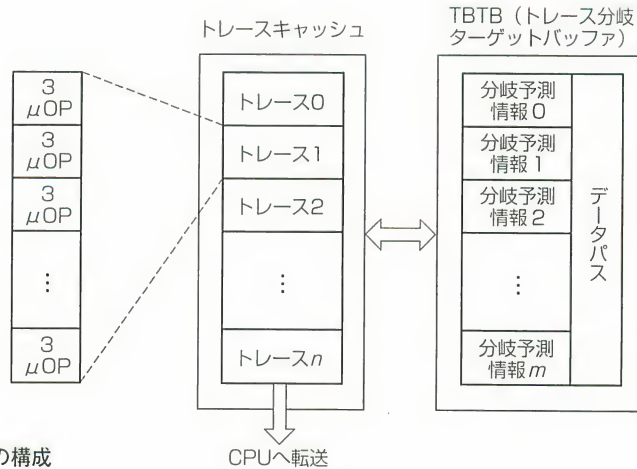 トレースキャッシュ
TBTB（トレース分岐
ターゲットバッファ）
3
μOP
3
μOP
3
μOP
⋮
3
μOP
トレース0
トレース1
トレース2
⋮
トレースn
分岐予測
情報0
分岐予測
情報1
分岐予測
情報2
⋮
分岐予測
情報m
データパス
の構成
CPUへ転送